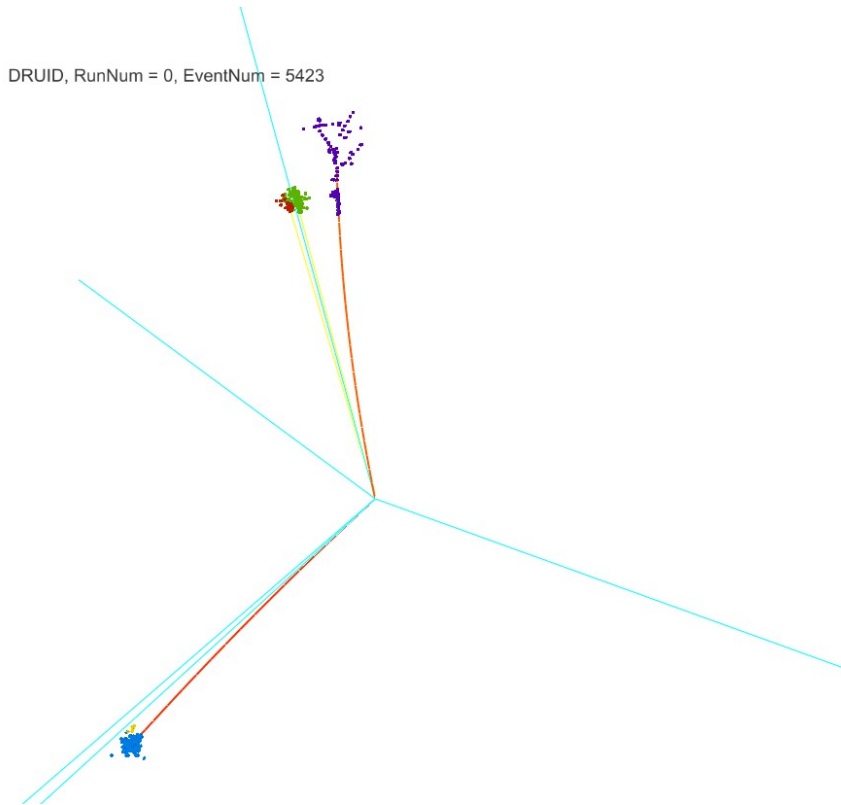 DRUID, RunNum = 0, EventNum = 5423